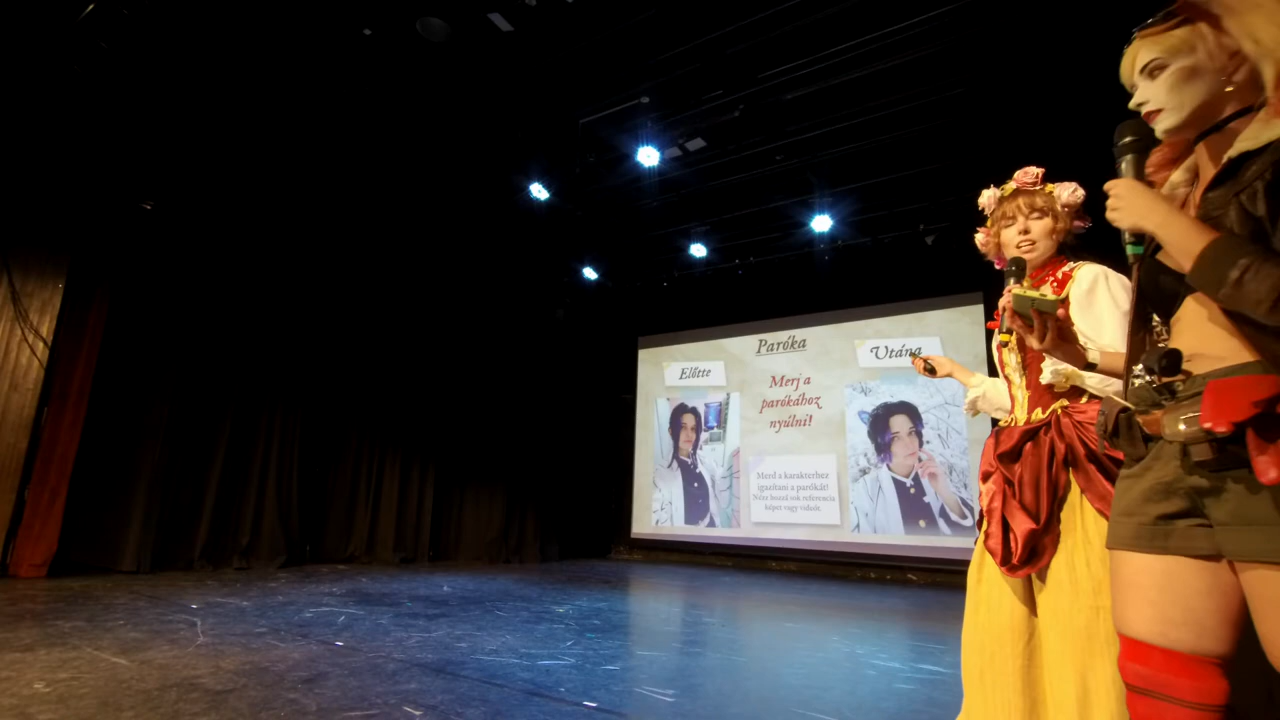 Paróka
Előtte
Utána
Merj a
parókához
nyúlni!
Merd a karakterhez
igazítani a parókát!
Nézz hozzá sok referencia
képet vagy videót.